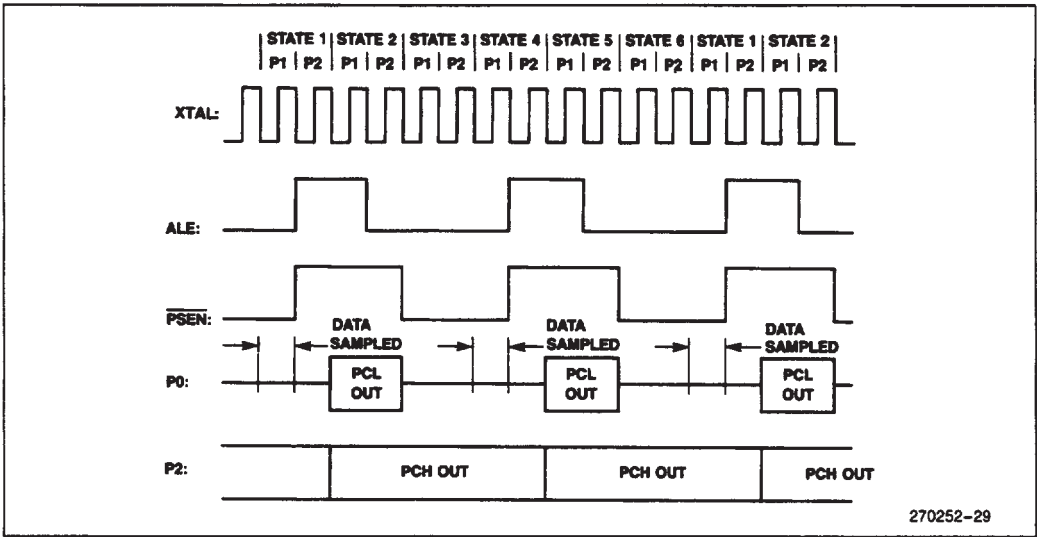 STATE 1 STATE 2 STATE 3 STATE 4 STATE 5 STATE 6 STATE 1 STATE 2
P1 P2 P1 P2 P1 P2 P1 P2 P1 P2 P1 P2 P1 P2 P1 P2
XTAL:
ALE:
PSEN:
DATA SAMPLED DATA SAMPLED DATA SAMPLED
P0:
PCL OUT PCL OUT PCL OUT
P2:
PCH OUT PCH OUT PCH OUT
270252-29